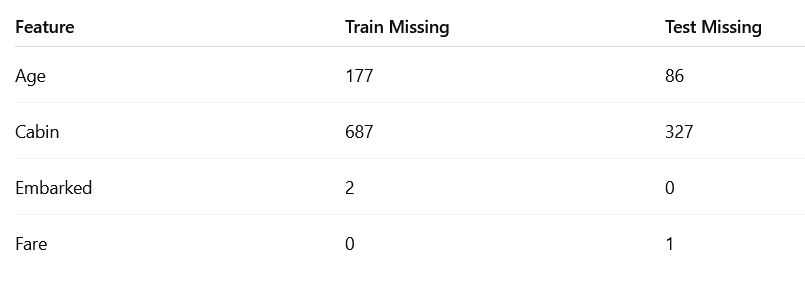 Feature Train Missing Test Missing
Age 177 86
Cabin 687 327
Embarked 2 0
Fare 0 1